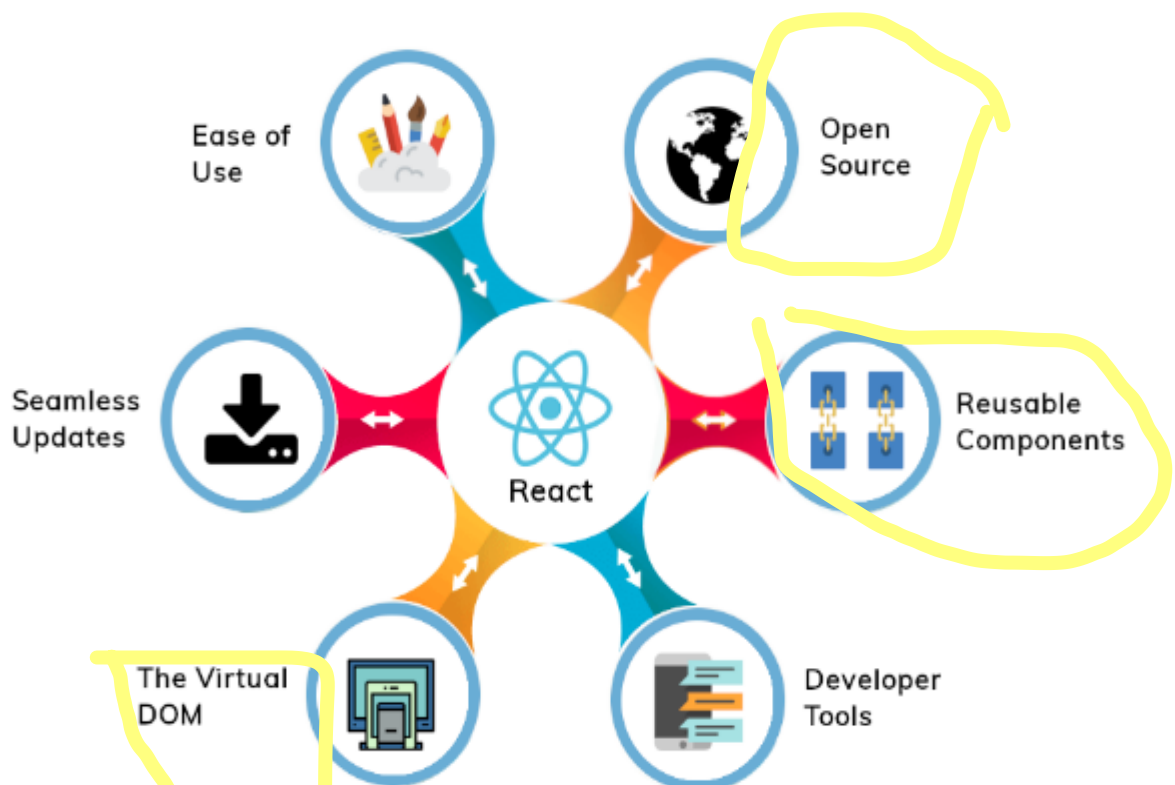 Ease of
Use
Open
Source
Seamless
Updates
React
Reusable
Components
The Virtual
DOM
Developer
Tools